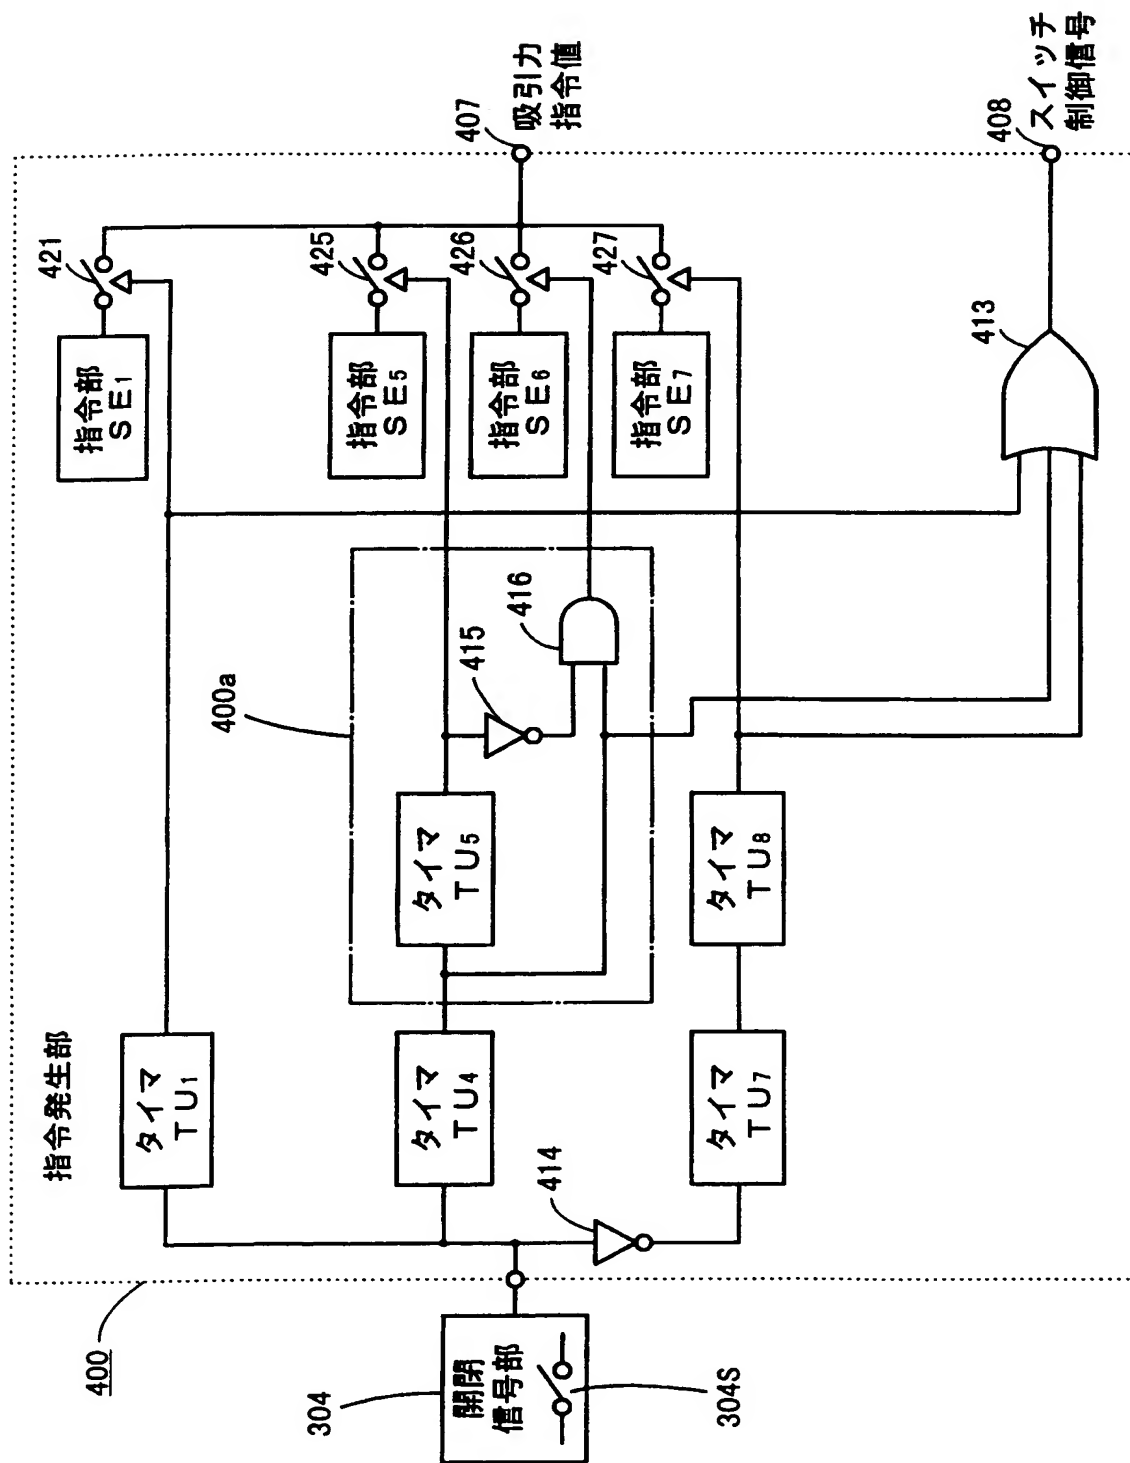 400
指令発生部
304
開閉
信号部
304S
414
タイマ
TU₁
タイマ
TU₄
タイマ
TU₇
400a
タイマ
TU₅
タイマ
TU₈
415
416
指令部
SE₁
指令部
SE₅
指令部
SE₆
指令部
SE₇
421
425
426
427
413
407
吸引力
指令値
408
スイッチ
制御信号